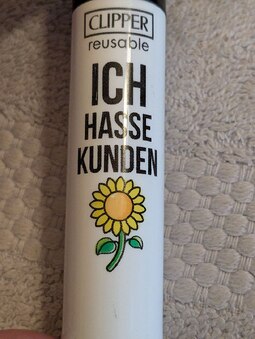 CLIPPER
reusable
ICH
HASSE
KUNDEN